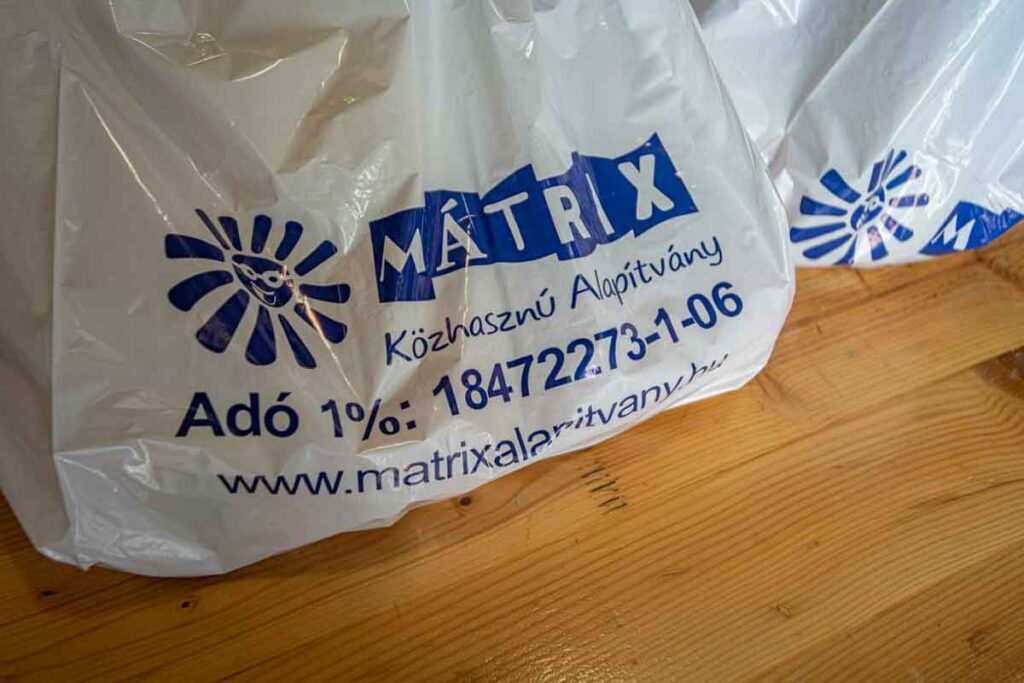 MÁTRIX
Közhasznú Alapítvány
Adó 1%: 18472273-1-06
www.matrixalapitvany.hu
M